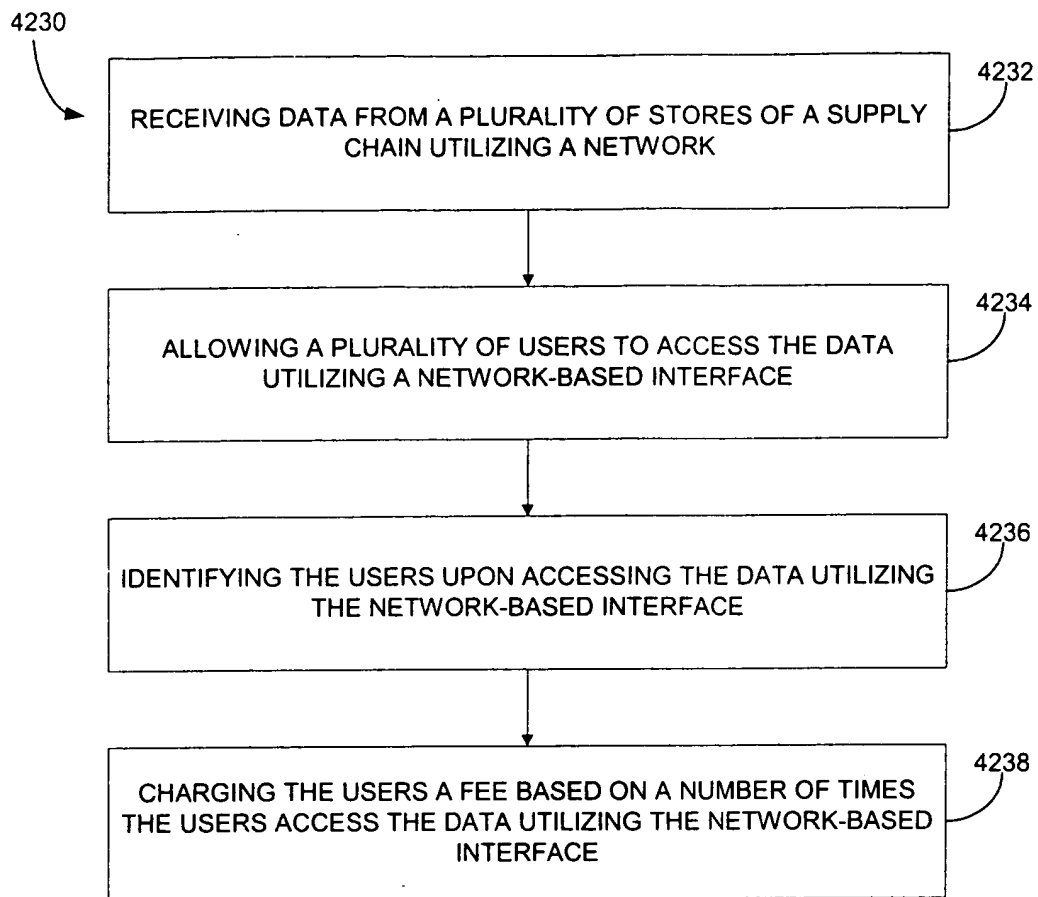 4230
4232
RECEIVING DATA FROM A PLURALITY OF STORES OF A SUPPLY
CHAIN UTILIZING A NETWORK
4234
ALLOWING A PLURALITY OF USERS TO ACCESS THE DATA
UTILIZING A NETWORK-BASED INTERFACE
4236
IDENTIFYING THE USERS UPON ACCESSING THE DATA UTILIZING
THE NETWORK-BASED INTERFACE
4238
CHARGING THE USERS A FEE BASED ON A NUMBER OF TIMES
THE USERS ACCESS THE DATA UTILIZING THE NETWORK-BASED
INTERFACE